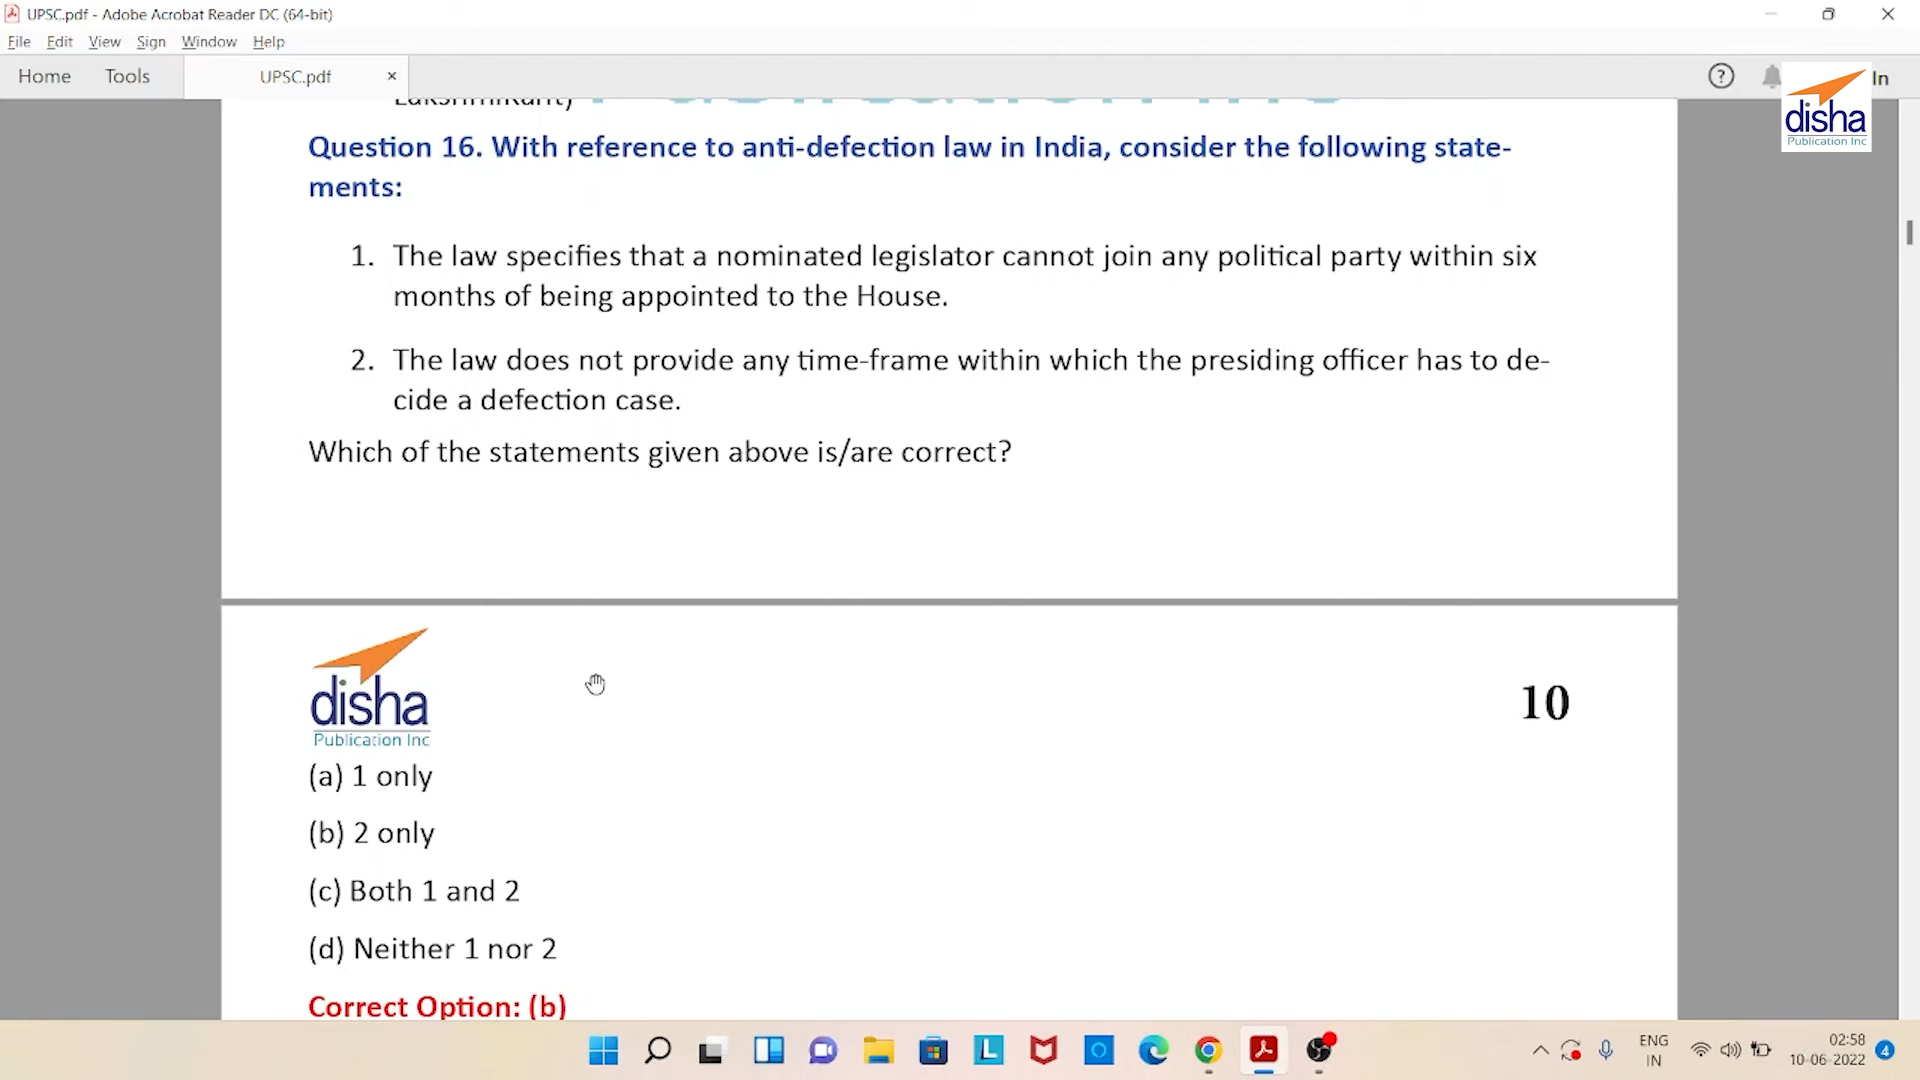 UPSC.pdf - Adobe Acrobat Reader DC (64-bit)
File Edit View Sign Window Help
Home Tools UPSC.pdf
In
disha
Publication Inc
Question 16. With reference to anti-defection law in India, consider the following state-
ments:
1. The law specifies that a nominated legislator cannot join any political party within six
months of being appointed to the House.
2. The law does not provide any time-frame within which the presiding officer has to de-
cide a defection case.
Which of the statements given above is/are correct?
disha
Publication Inc
10
(a) 1 only
(b) 2 only
(c) Both 1 and 2
(d) Neither 1 nor 2
Correct Option: (b)
ENG
IN
02:58
10-06-2022
4